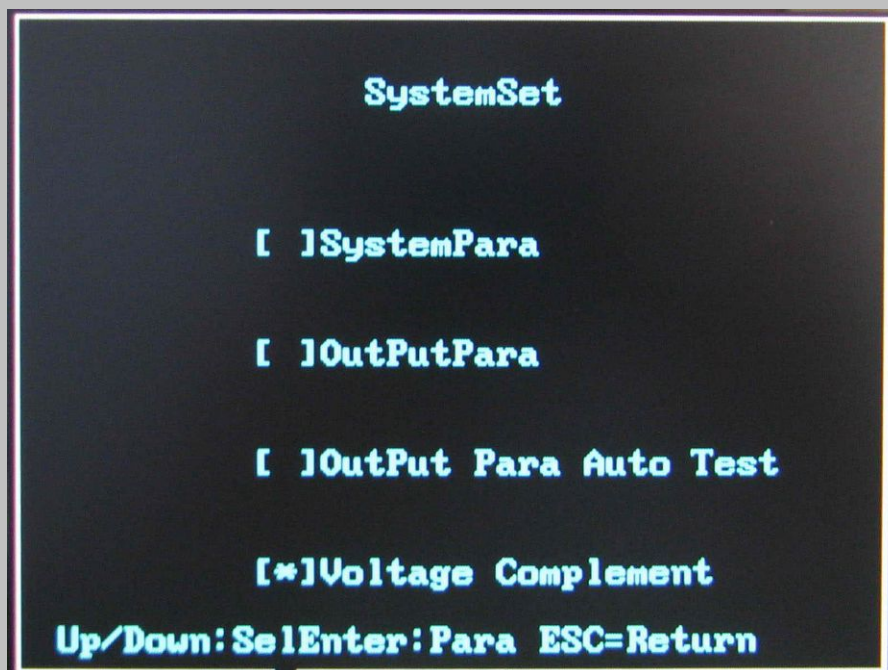 SystemSet
[ ]SystemPara
[ ]OutPutPara
[ ]OutPut Para Auto Test
[*]Voltage Complement
Up/Down:SelEnter:Para ESC=Return